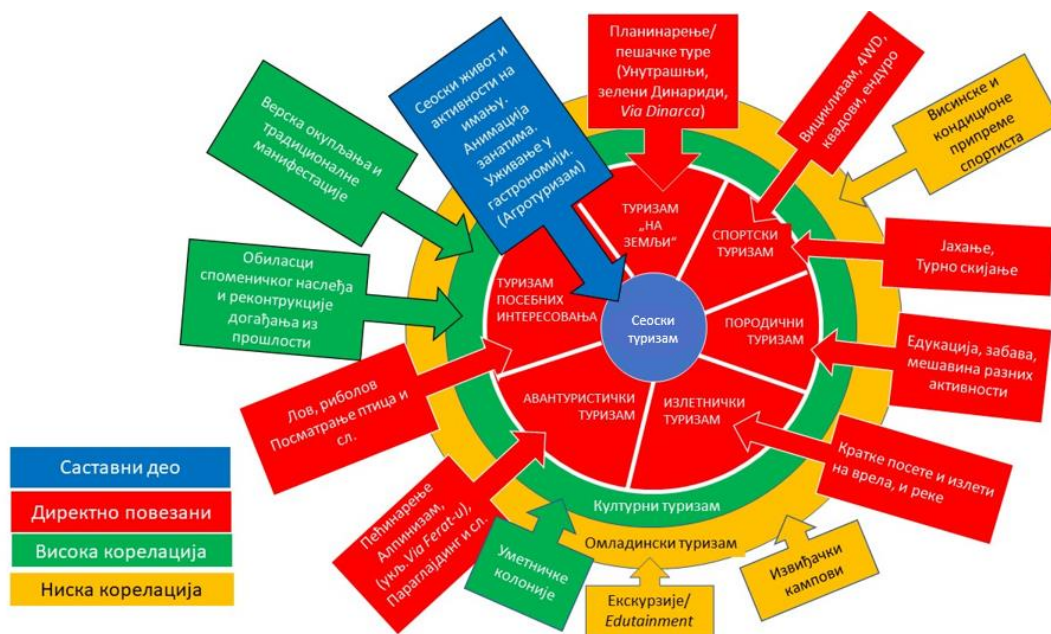 Планинарење/
пешачке туре
(Унутрашњи,
зелени Динариди,
Via Dinarca)
Вициклизам, 4WD,
квадови, ендуро
Висинске и
кондиционе
припреме
спортиста
Сеоски живот и
активности на
имању.
Анимација
занатима.
Уживање у
гастрономији.
(Агротуризам)
Верска окупљања и
традиционалне
манифестације
Обиласци
споменичког наслеђа
и реконструкције
догађања из
прошлости
Јахање,
Турно скијање
Едукација, забава,
мешавина разних
активности
Кратке посете и излети
на врела, и реке
Лов, риболов
Посматрање птица и
сл.
Пећинарење
Алпинизам,
(укљ. Via Ferat-u),
Параглајдинг и сл.
Уметничке
колоније
Екскурзије/
Edutainment
Извиђачки
кампови
ТУРИЗАМ
„НА
ЗЕМЉИ“
СПОРТСКИ
ТУРИЗАМ
ПОРОДИЧНИ
ТУРИЗАМ
ИЗЛЕТНИЧКИ
ТУРИЗАМ
АВАНТУРИСТИЧКИ
ТУРИЗАМ
ТУРИЗАМ
ПОСЕБНИХ
ИНТЕРЕСОВАЊА
Сеоски
туризам
Културни туризам
Омладински туризам
Саставни део
Директно повезани
Висока корелација
Ниска корелација